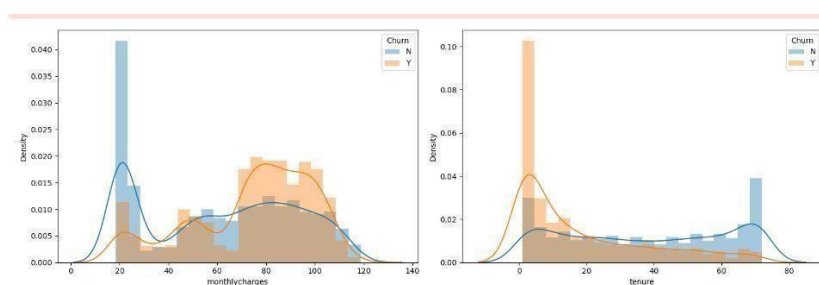 Churn
N
Y
0.040
0.035
0.030
0.025
0.020
0.015
0.010
0.005
0.000
Density
0 20 40 60 80 100 120 140
monthlycharges
Churn
N
Y
0.10
0.08
0.06
0.04
0.02
0.00
Density
0 20 40 60 80
tenure